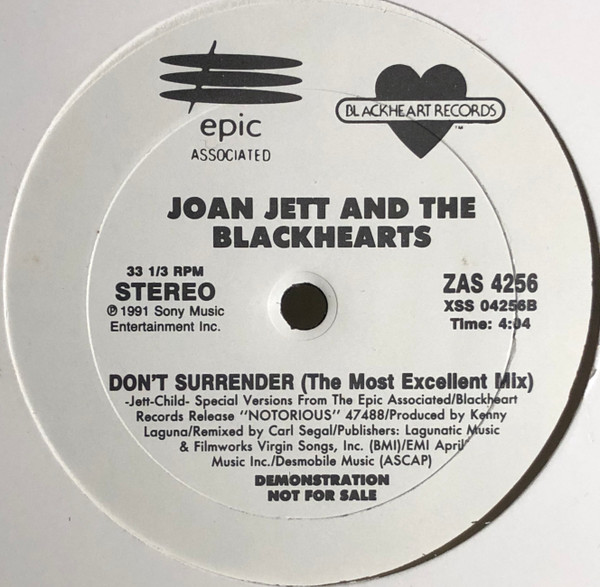 epic
ASSOCIATED
BLACKHEART RECORDS
™
JOAN JETT AND THE
BLACKHEARTS
33 1/3 RPM
STEREO
℗ 1991 Sony Music
Entertainment Inc.
ZAS 4256
XSS 04256B
Time: 4:04
DON'T SURRENDER (The Most Excellent Mix)
-Jett-Child- Special Versions From The Epic Associated/Blackheart
Records Release "NOTORIOUS" 47488/Produced by Kenny
Laguna/Remixed by Carl Segal/Publishers: Lagunatic Music
& Filmworks Virgin Songs, Inc. (BMI)/EMI April
Music Inc./Desmobile Music (ASCAP)
DEMONSTRATION
NOT FOR SALE